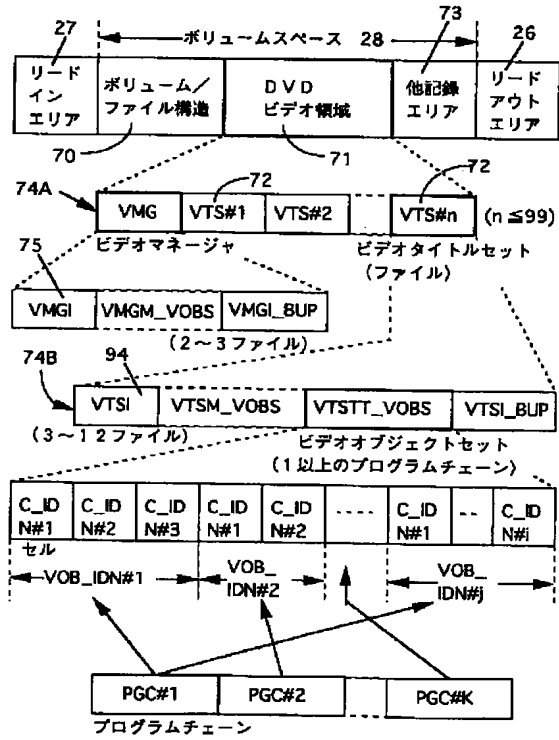 27
ボリュームスペース 28
73
26
リード
イン
エリア
ボリューム／
ファイル構造
DVD
ビデオ領域
他記録
エリア
リード
アウト
エリア
70
71
74A
72
72
VMG
VTS#1
VTS#2
VTS#n
(n≦99)
ビデオマネージャ
ビデオタイトルセット
(ファイル)
75
VMGI
VMGM_VOBS
VMGI_BUP
(2～3ファイル)
74B
94
VTSI
VTSM_VOBS
VTSTT_VOBS
VTSI_BUP
(3～12ファイル)
ビデオオブジェクトセット
(1以上のプログラムチェーン)
C_ID
N#1
C_ID
N#2
C_ID
N#3
C_ID
N#1
C_ID
N#2
C_ID
N#1
C_ID
N#i
セル
VOB_IDN#1
VOB_
IDN#2
VOB_
IDN#j
PGC#1
PGC#2
PGC#K
プログラムチェーン